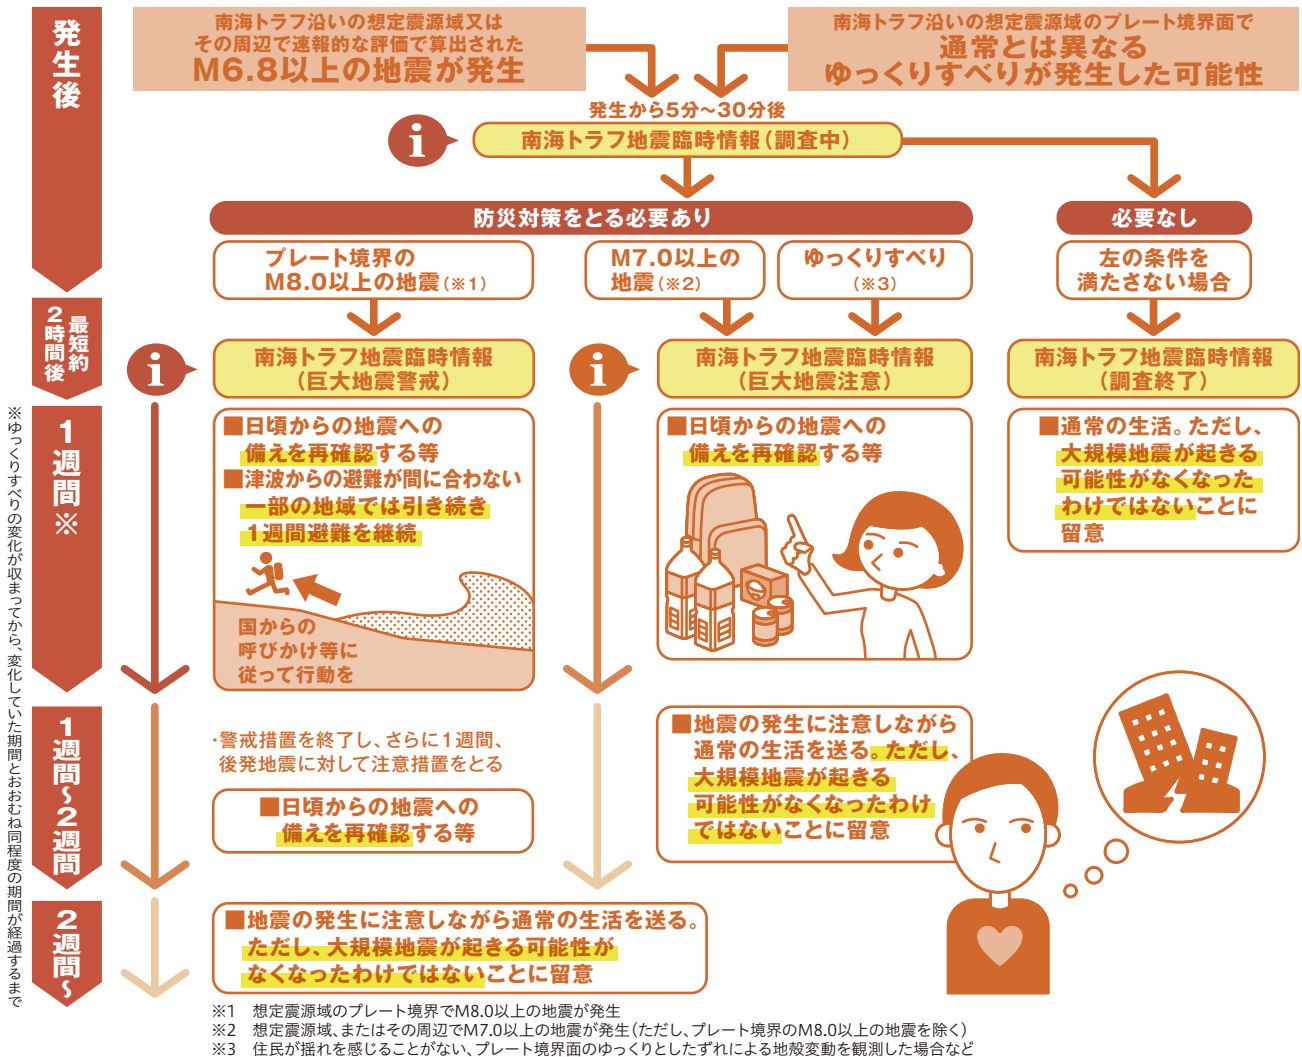 発生後
南海トラフ沿いの想定震源域又は
その周辺で速報的な評価で算出された
M6.8以上の地震が発生
南海トラフ沿いの想定震源域のプレート境界面で
通常とは異なる
ゆっくりすべりが発生した可能性
発生から5分～30分後
i
南海トラフ地震臨時情報(調査中)
防災対策をとる必要あり
必要なし
プレート境界の
M8.0以上の地震(※1)
M7.0以上の
地震(※2)
ゆっくりすべり
(※3)
左の条件を
満たさない場合
最短約
2時間後
i
南海トラフ地震臨時情報
(巨大地震警戒)
i
南海トラフ地震臨時情報
(巨大地震注意)
南海トラフ地震臨時情報
(調査終了)
1週間※
■日頃からの地震への
備えを再確認する等
■津波からの避難が間に合わない
一部の地域では引き続き
1週間避難を継続
国からの
呼びかけ等に
従って行動を
■日頃からの地震への
備えを再確認する等
■通常の生活。ただし、
大規模地震が起きる
可能性がなくなった
わけではないことに
留意
※ゆっくりすべりの変化が収まってから、変化していた期間とおおむね同程度の期間が経過するまで
1週間～2週間
・警戒措置を終了し、さらに1週間、
後発地震に対して注意措置をとる
■日頃からの地震への
備えを再確認する等
■地震の発生に注意しながら
通常の生活を送る。ただし、
大規模地震が起きる
可能性がなくなったわけ
ではないことに留意
2週間～
■地震の発生に注意しながら通常の生活を送る。
ただし、大規模地震が起きる可能性が
なくなったわけではないことに留意
※1 想定震源域のプレート境界でM8.0以上の地震が発生
※2 想定震源域、またはその周辺でM7.0以上の地震が発生(ただし、プレート境界のM8.0以上の地震を除く)
※3 住民が揺れを感じることがない、プレート境界面のゆっくりとしたずれによる地殻変動を観測した場合など